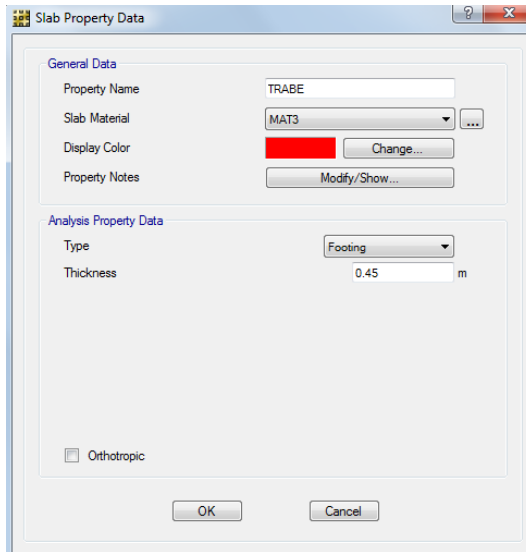 Slab Property Data
General Data
Property Name TRABE
Slab Material MAT3 ...
Display Color Change...
Property Notes Modify/Show...
Analysis Property Data
Type Footing
Thickness 0.45 m
Orthotropic
OK Cancel